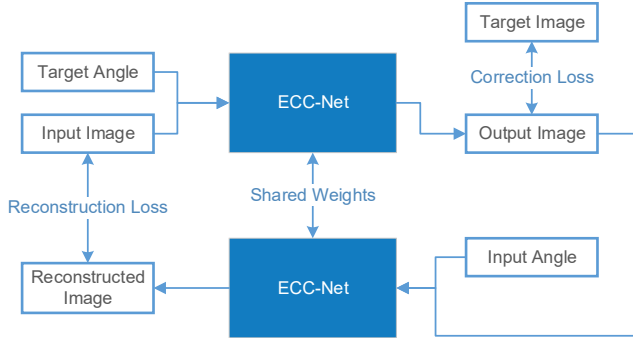 Target Image
Target Angle
Correction Loss
ECC-Net
Input Image
Output Image
Reconstruction Loss
Shared Weights
Input Angle
Reconstructed
Image
ECC-Net